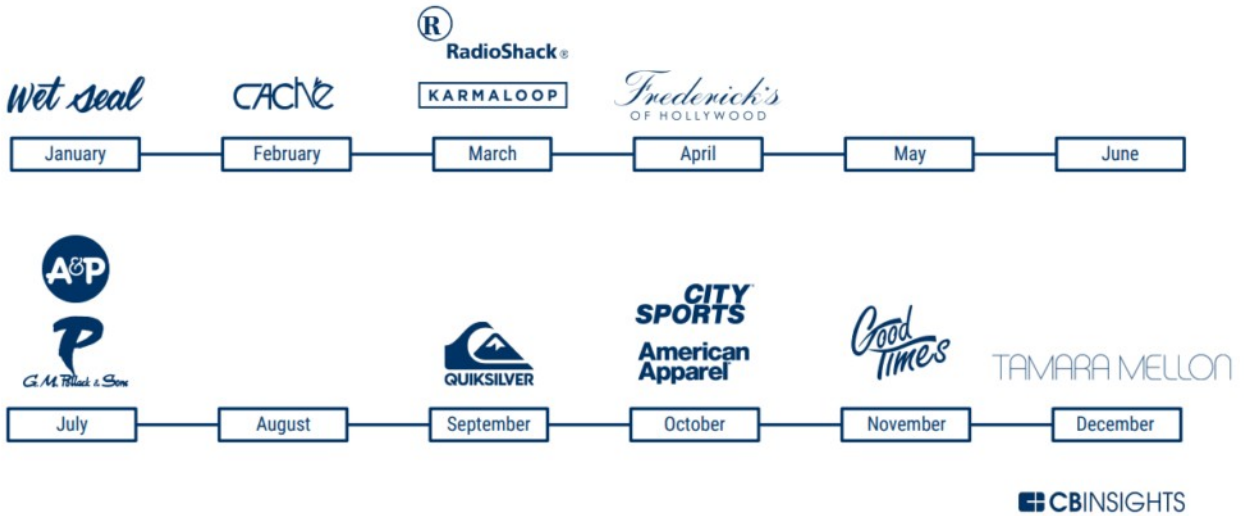 R
RadioShack ®
wet seal
CACHE
KARMALOOP
Frederick's
OF HOLLYWOOD
January
February
March
April
May
June
A&P
P
G.M. Pollack & Sons
QUIKSILVER
CITY
SPORTS
American
Apparel
Good
Times
TAMARA MELLON
July
August
September
October
November
December
CBINSIGHTS